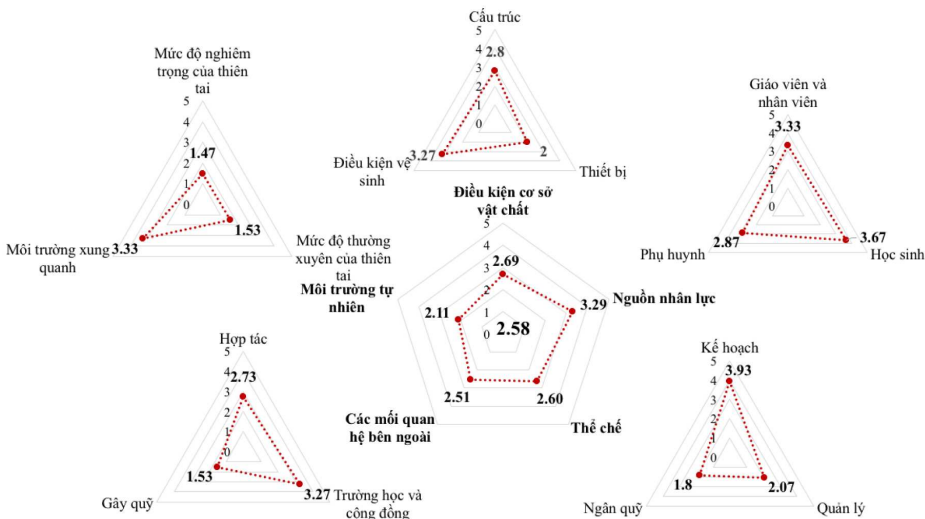 Cấu trúc
5
4
3
2
1
0
2.8
3.27
2
Điều kiện vệ
sinh
Thiết bị
Mức độ nghiêm
trọng của thiên
tai
5
4
3
2
1
0
1.47
1.53
3.33
Môi trường xung
quanh
Mức độ thường
xuyên của thiên
tai
Giáo viên và
nhân viên
5
4
3
2
1
0
3.33
2.87
3.67
Phụ huynh
Học sinh
Điều kiện cơ sở
vật chất
5
4
3
2
1
0
2.69
3.29
2.11
2.58
2.51
2.60
Môi trường tự
nhiên
Nguồn nhân lực
Các mối quan
hệ bên ngoài
Thể chế
Hợp tác
5
4
3
2
1
0
2.73
1.53
3.27
Gây quỹ
Trường học và
cộng đồng
Kế hoạch
5
4
3
2
1
0
3.93
1.8
2.07
Ngân quỹ
Quản lý